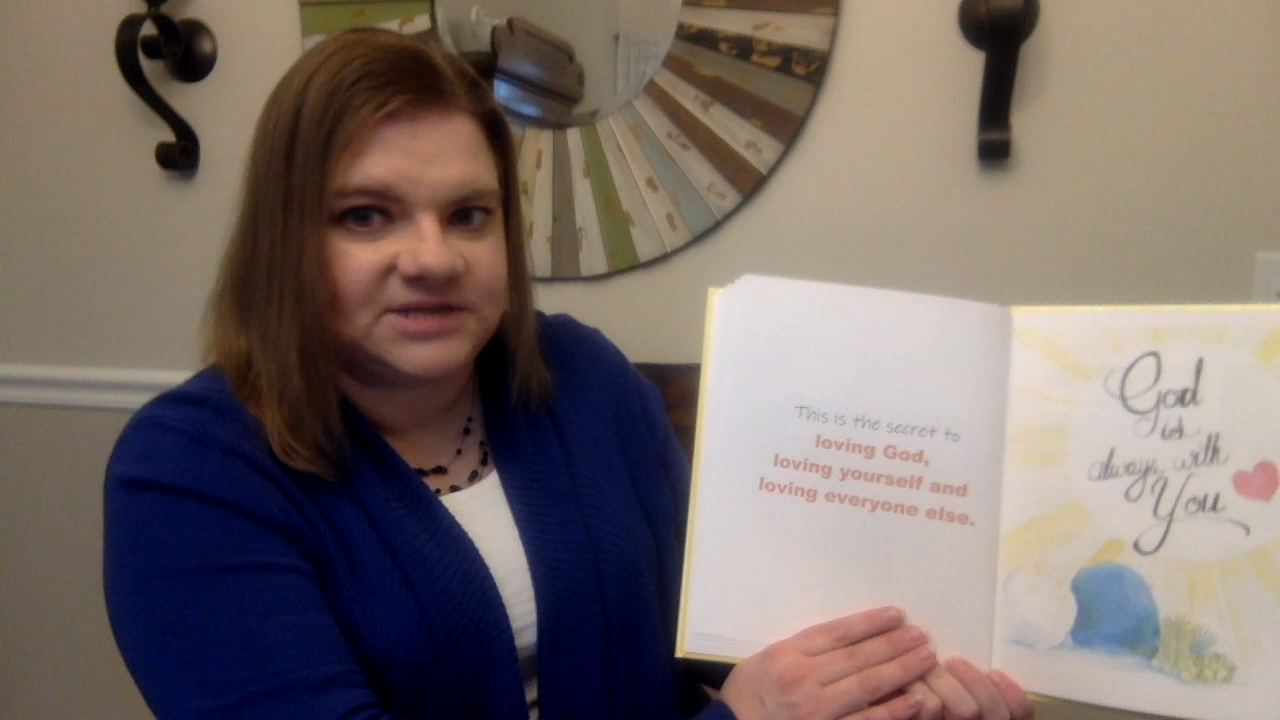 This is the secret to
loving God,
loving yourself and
loving everyone else.
God
is
always with
You